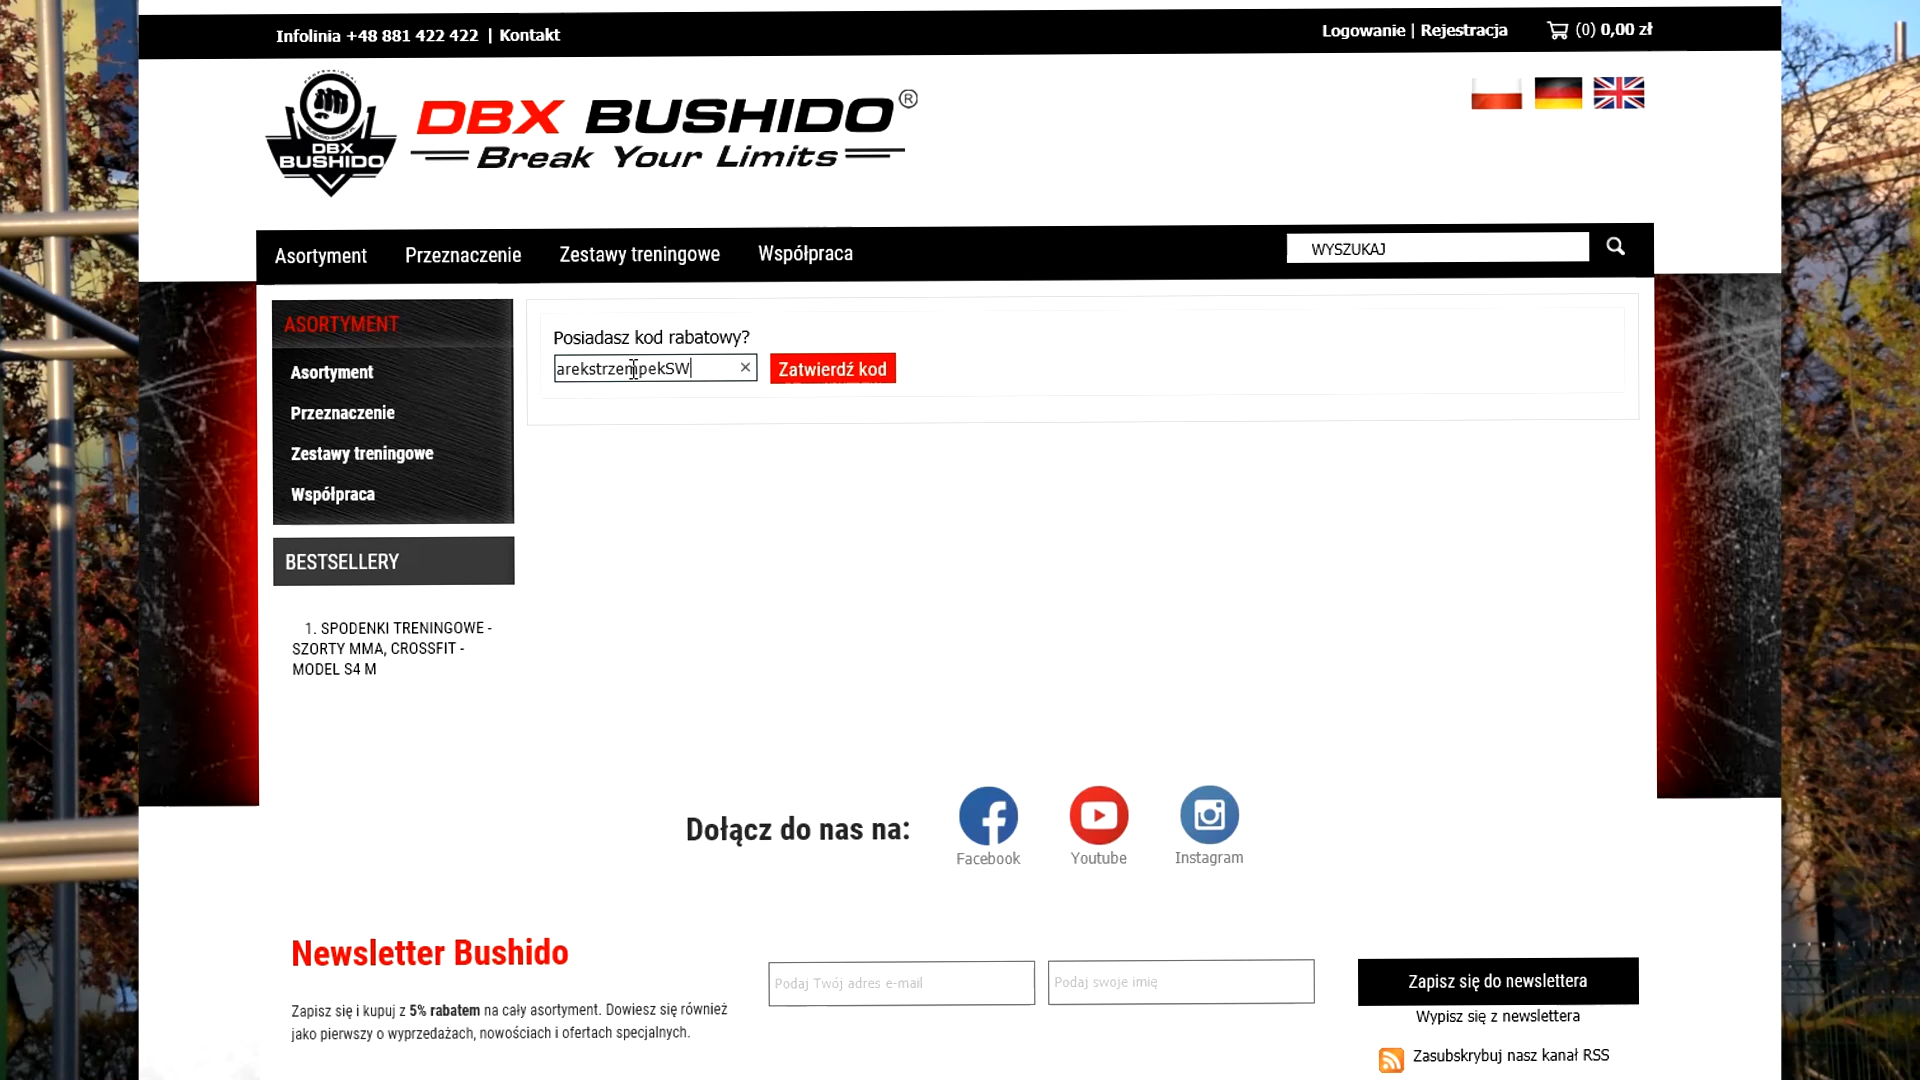 Infolinia +48 881 422 422 | Kontakt
Logowanie | Rejestracja
(0) 0,00 zł
PROFESSIONAL
DBX
BUSHIDO
DBX BUSHIDO®
Break Your Limits
Asortyment
Przeznaczenie
Zestawy treningowe
Współpraca
WYSZUKAJ
ASORTYMENT
Asortyment
Przeznaczenie
Zestawy treningowe
Współpraca
Posiadasz kod rabatowy?
arekstrzempekSW
×
Zatwierdź kod
BESTSELLERY
1. SPODENKI TRENINGOWE -
SZORTY MMA, CROSSFIT -
MODEL S4 M
Dołącz do nas na:
Facebook
Youtube
Instagram
Newsletter Bushido
Zapisz się i kupuj z 5% rabatem na cały asortyment. Dowiesz się również
jako pierwszy o wyprzedażach, nowościach i ofertach specjalnych.
Podaj Twój adres e-mail
Podaj swoje imię
Zapisz się do newslettera
Wypisz się z newslettera
Zasubskrybuj nasz kanał RSS